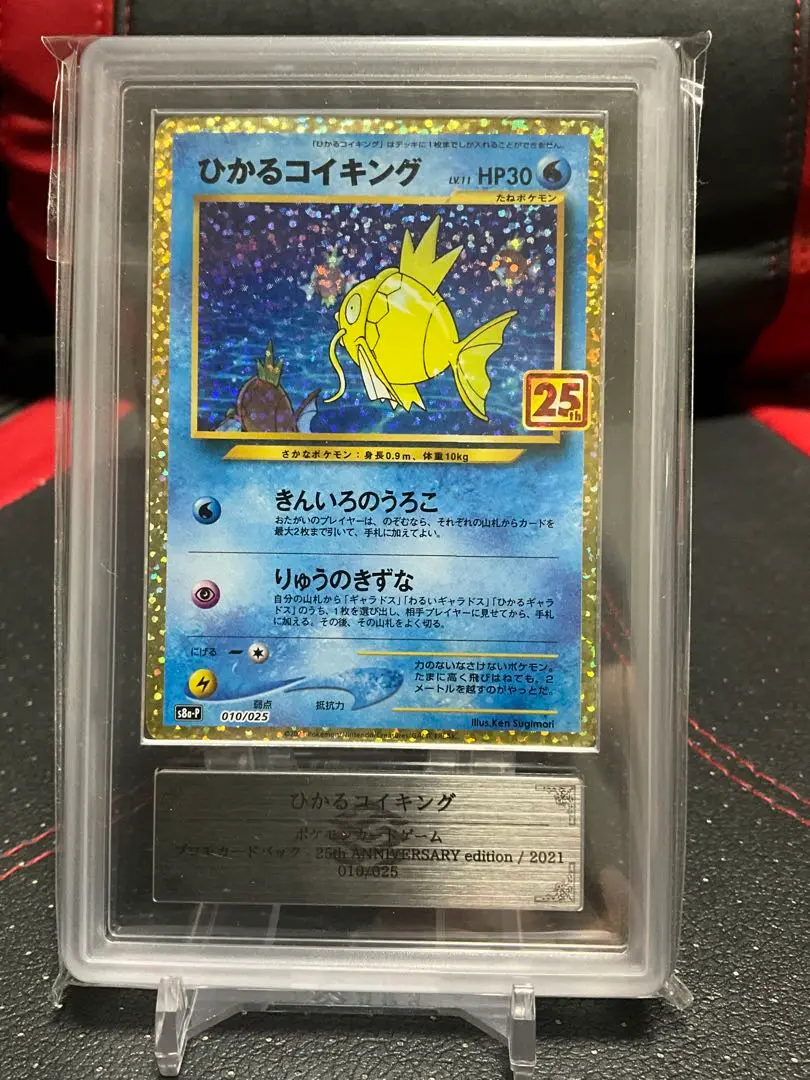 「ひかるコイキング」はデッキに1枚までしか入れることができません。
ひかるコイキング LV.11 HP30
たねポケモン
25th
さかなポケモン:身長0.9m、体重10kg
きんいろのうろこ
おたがいのプレイヤーは、のぞむなら、それぞれの山札からカードを
最大2枚まで引いて、手札に加えてよい。
りゅうのきずな
自分の山札から「ギャラドス」「わるいギャラドス」「ひかるギャラ
ドス」のうち、1枚を選び出し、相手プレイヤーに見せてから、手札
に加える。その後、その山札をよく切る。
にげる
力のないなさけないポケモン。
たまに高く飛びはねても、2
メートルを越すのがやっとだ。
弱点 抵抗力
s8a-P 010/025
Illus.Ken Sugimori
ひかるコイキング
ポケモンカードゲーム
プロモカードパック・25th ANNIVERSARY edition / 2021
010/025